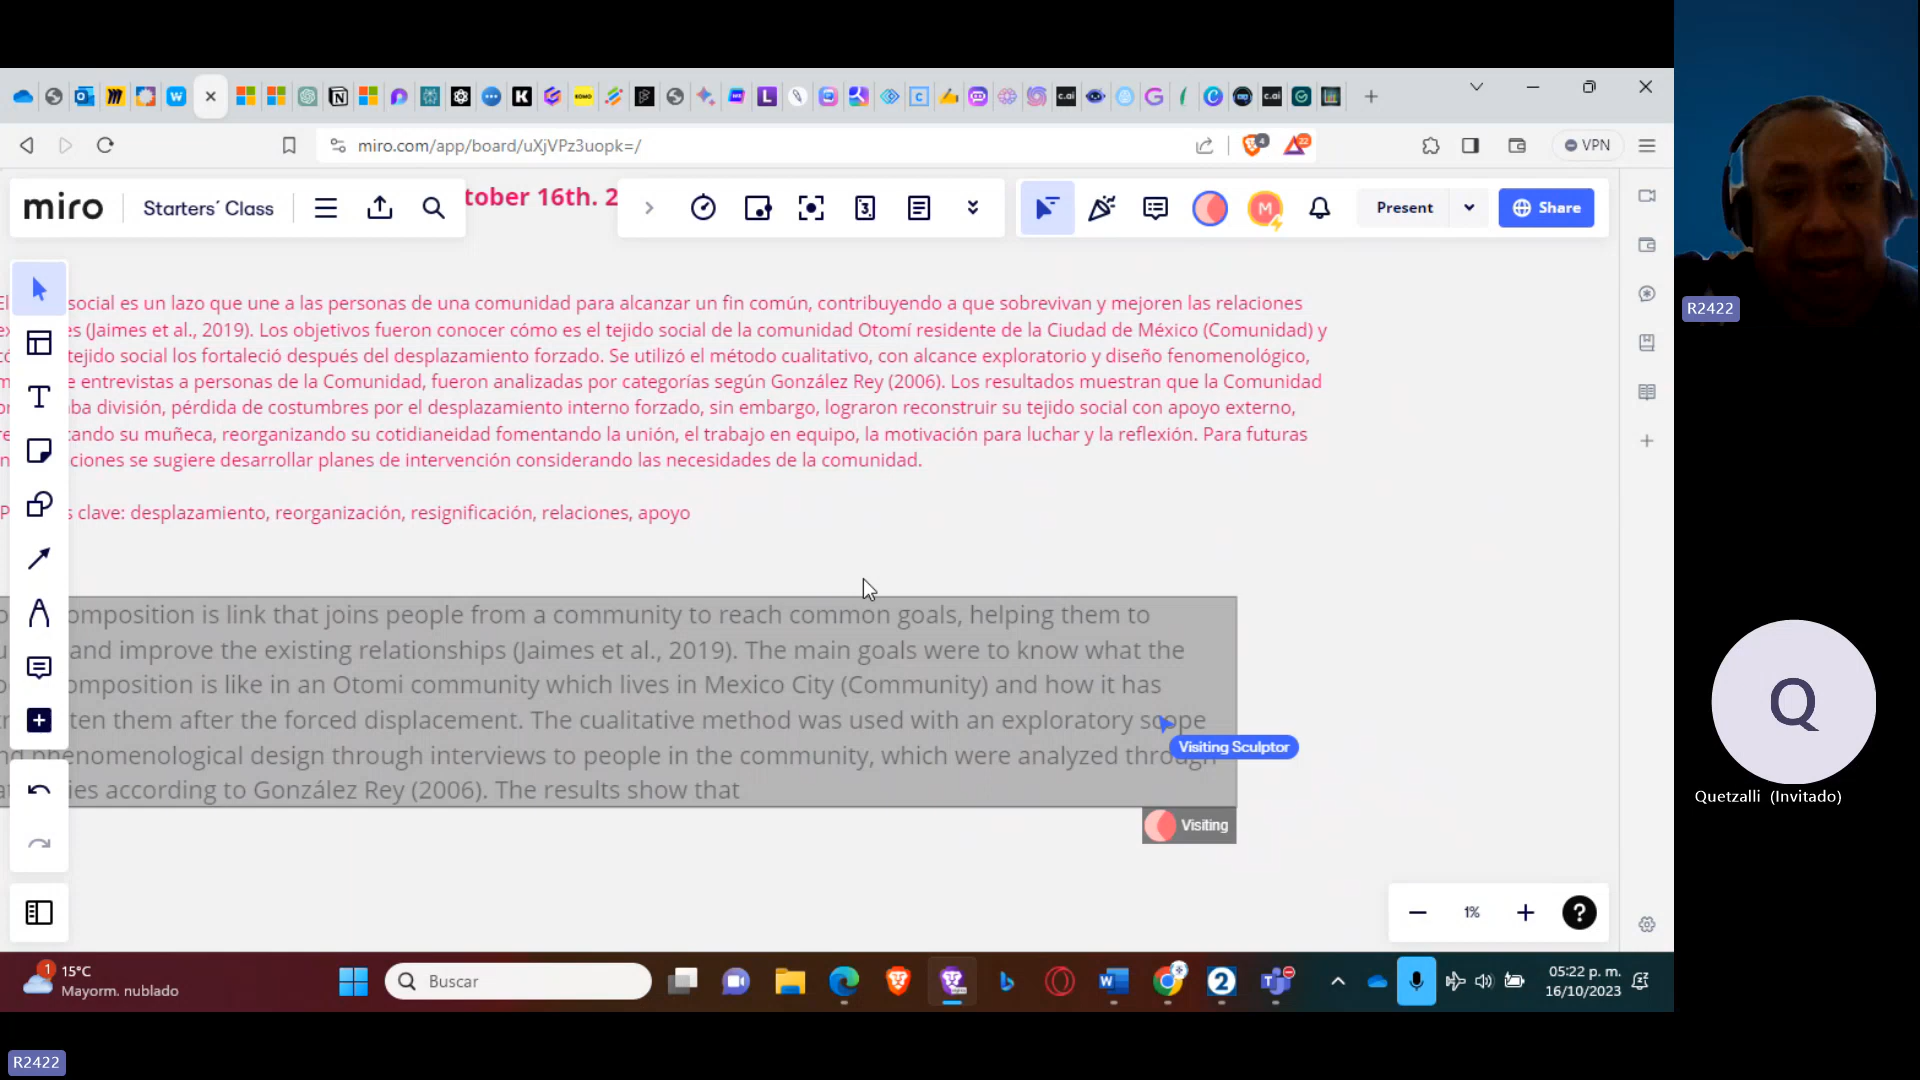 miro.com/app/board/uXjVPz3uopk=/
4
22
VPN
miro
Starters´ Class
tober 16th. 2
3
M
Present
Share
El social es un lazo que une a las personas de una comunidad para alcanzar un fin común, contribuyendo a que sobrevivan y mejoren las relaciones
es (Jaimes et al., 2019). Los objetivos fueron conocer cómo es el tejido social de la comunidad Otomí residente de la Ciudad de México (Comunidad) y
tejido social los fortaleció después del desplazamiento forzado. Se utilizó el método cualitativo, con alcance exploratorio y diseño fenomenológico,
e entrevistas a personas de la Comunidad, fueron analizadas por categorías según González Rey (2006). Los resultados muestran que la Comunidad
ba división, pérdida de costumbres por el desplazamiento interno forzado, sin embargo, lograron reconstruir su tejido social con apoyo externo,
ando su muñeca, reorganizando su cotidianeidad fomentando la unión, el trabajo en equipo, la motivación para luchar y la reflexión. Para futuras
ciones se sugiere desarrollar planes de intervención considerando las necesidades de la comunidad.
P s clave: desplazamiento, reorganización, resignificación, relaciones, apoyo
omposition is link that joins people from a community to reach common goals, helping them to
and improve the existing relationships (Jaimes et al., 2019). The main goals were to know what the
omposition is like in an Otomi community which lives in Mexico City (Community) and how it has
ten them after the forced displacement. The cualitative method was used with an exploratory scope
phenomenological design through interviews to people in the community, which were analyzed through
ies according to González Rey (2006). The results show that
Visiting Sculptor
Visiting
1%
?
R2422
Q
Quetzalli (Invitado)
1
15°C
Mayorm. nublado
Buscar
05:22 p. m.
16/10/2023
R2422